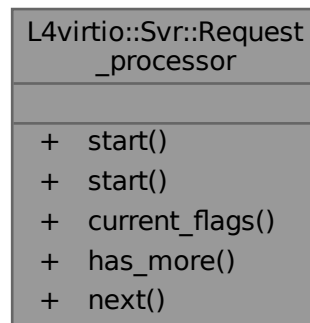 L4virtio::Svr::Request
_processor
+ start()
+ start()
+ current_flags()
+ has_more()
+ next()